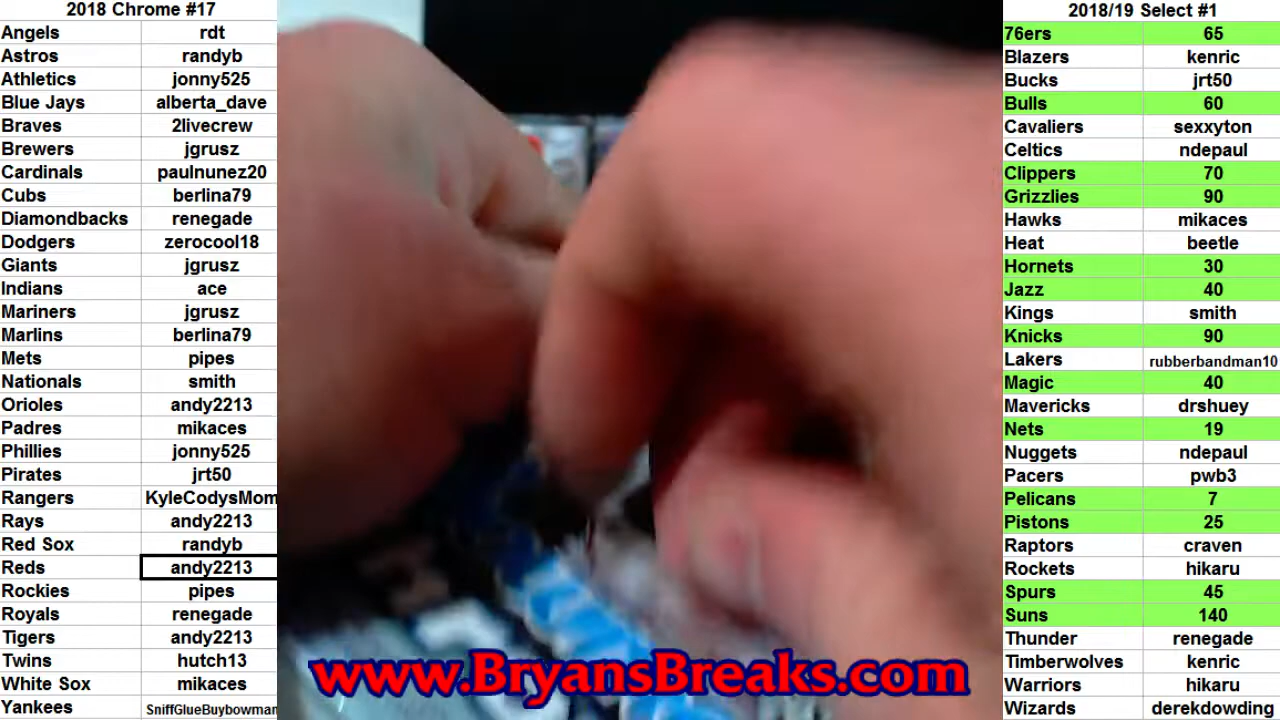 2018 Chrome #17
Angels rdt
Astros randyb
Athletics jonny525
Blue Jays alberta_dave
Braves 2livecrew
Brewers jgrusz
Cardinals paulnunez20
Cubs berlina79
Diamondbacks renegade
Dodgers zerocool18
Giants jgrusz
Indians ace
Mariners jgrusz
Marlins berlina79
Mets pipes
Nationals smith
Orioles andy2213
Padres mikaces
Phillies jonny525
Pirates jrt50
Rangers KyleCodysMom
Rays andy2213
Red Sox randyb
Reds andy2213
Rockies pipes
Royals renegade
Tigers andy2213
Twins hutch13
White Sox mikaces
Yankees SniffGlueBuybowman
www.BryansBreaks.com
2018/19 Select #1
76ers 65
Blazers kenric
Bucks jrt50
Bulls 60
Cavaliers sexxyton
Celtics ndepaul
Clippers 70
Grizzlies 90
Hawks mikaces
Heat beetle
Hornets 30
Jazz 40
Kings smith
Knicks 90
Lakers rubberbandman10
Magic 40
Mavericks drshuey
Nets 19
Nuggets ndepaul
Pacers pwb3
Pelicans 7
Pistons 25
Raptors craven
Rockets hikaru
Spurs 45
Suns 140
Thunder renegade
Timberwolves kenric
Warriors hikaru
Wizards derekdowding